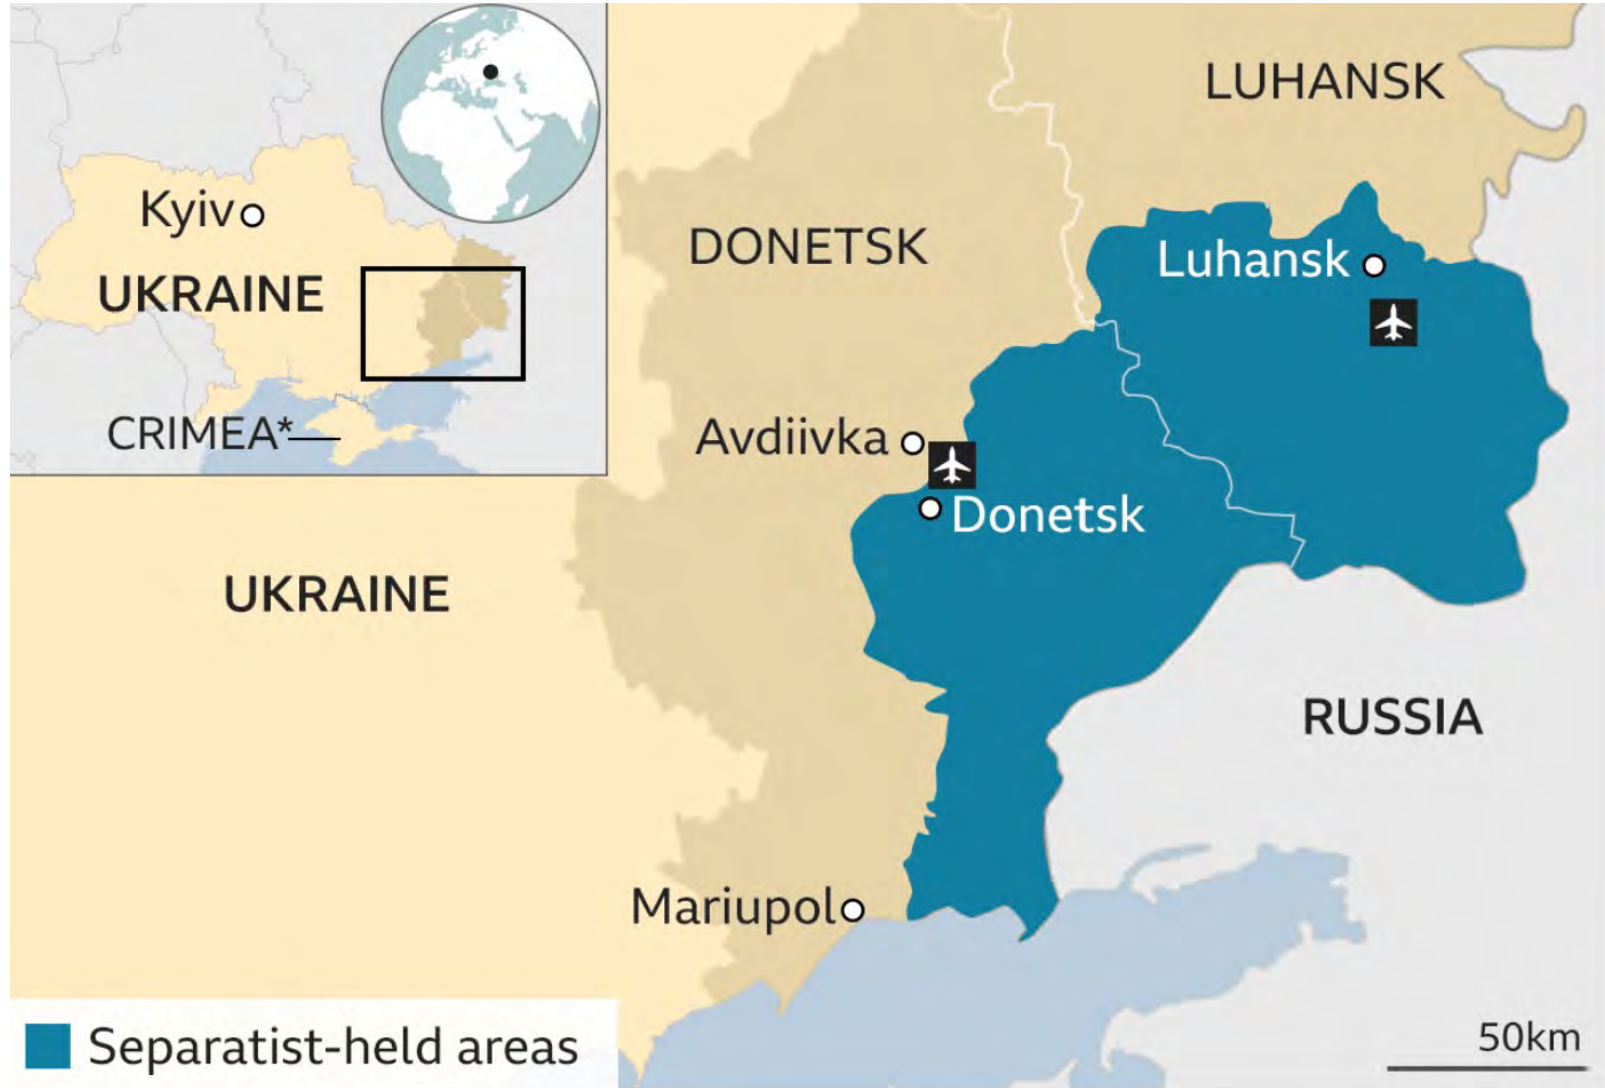 Kyiv
UKRAINE
CRIMEA*
LUHANSK
DONETSK
Luhansk
Avdiivka
Donetsk
UKRAINE
RUSSIA
Mariupol
Separatist-held areas
50km